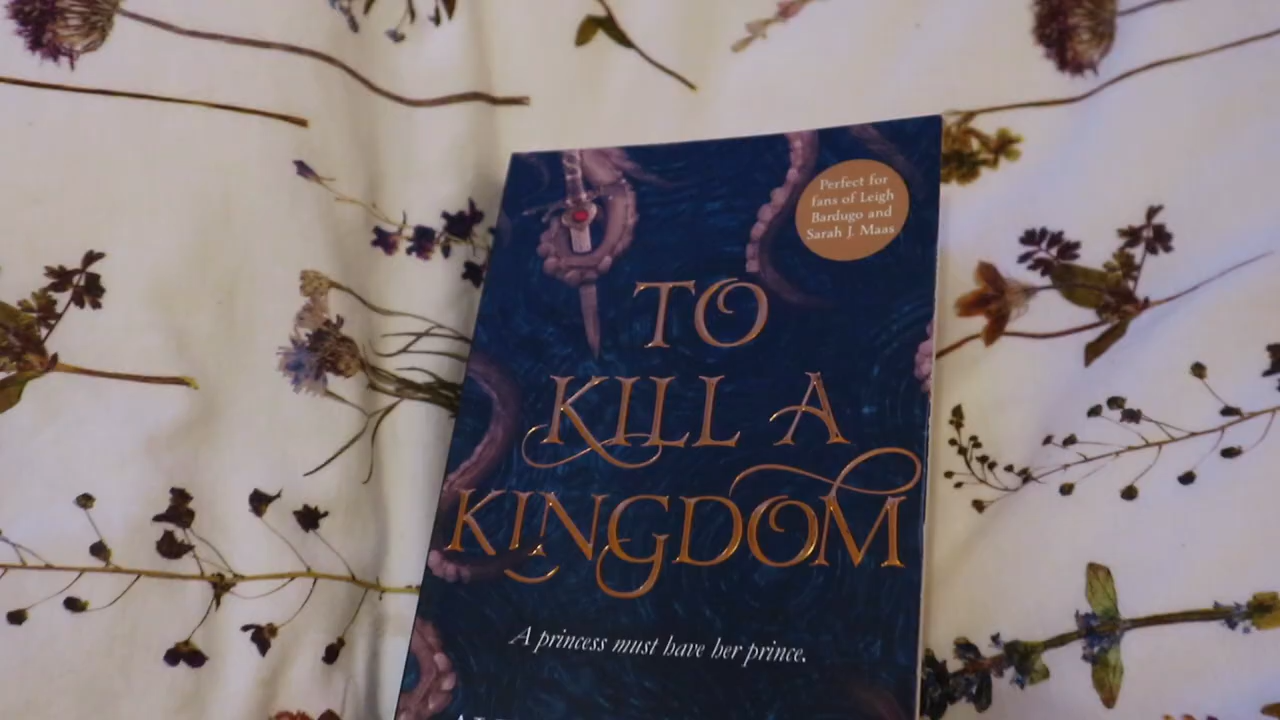 Perfect for
fans of Leigh
Bardugo and
Sarah J. Maas
TO
KILL A
KINGDOM
A princess must have her prince.